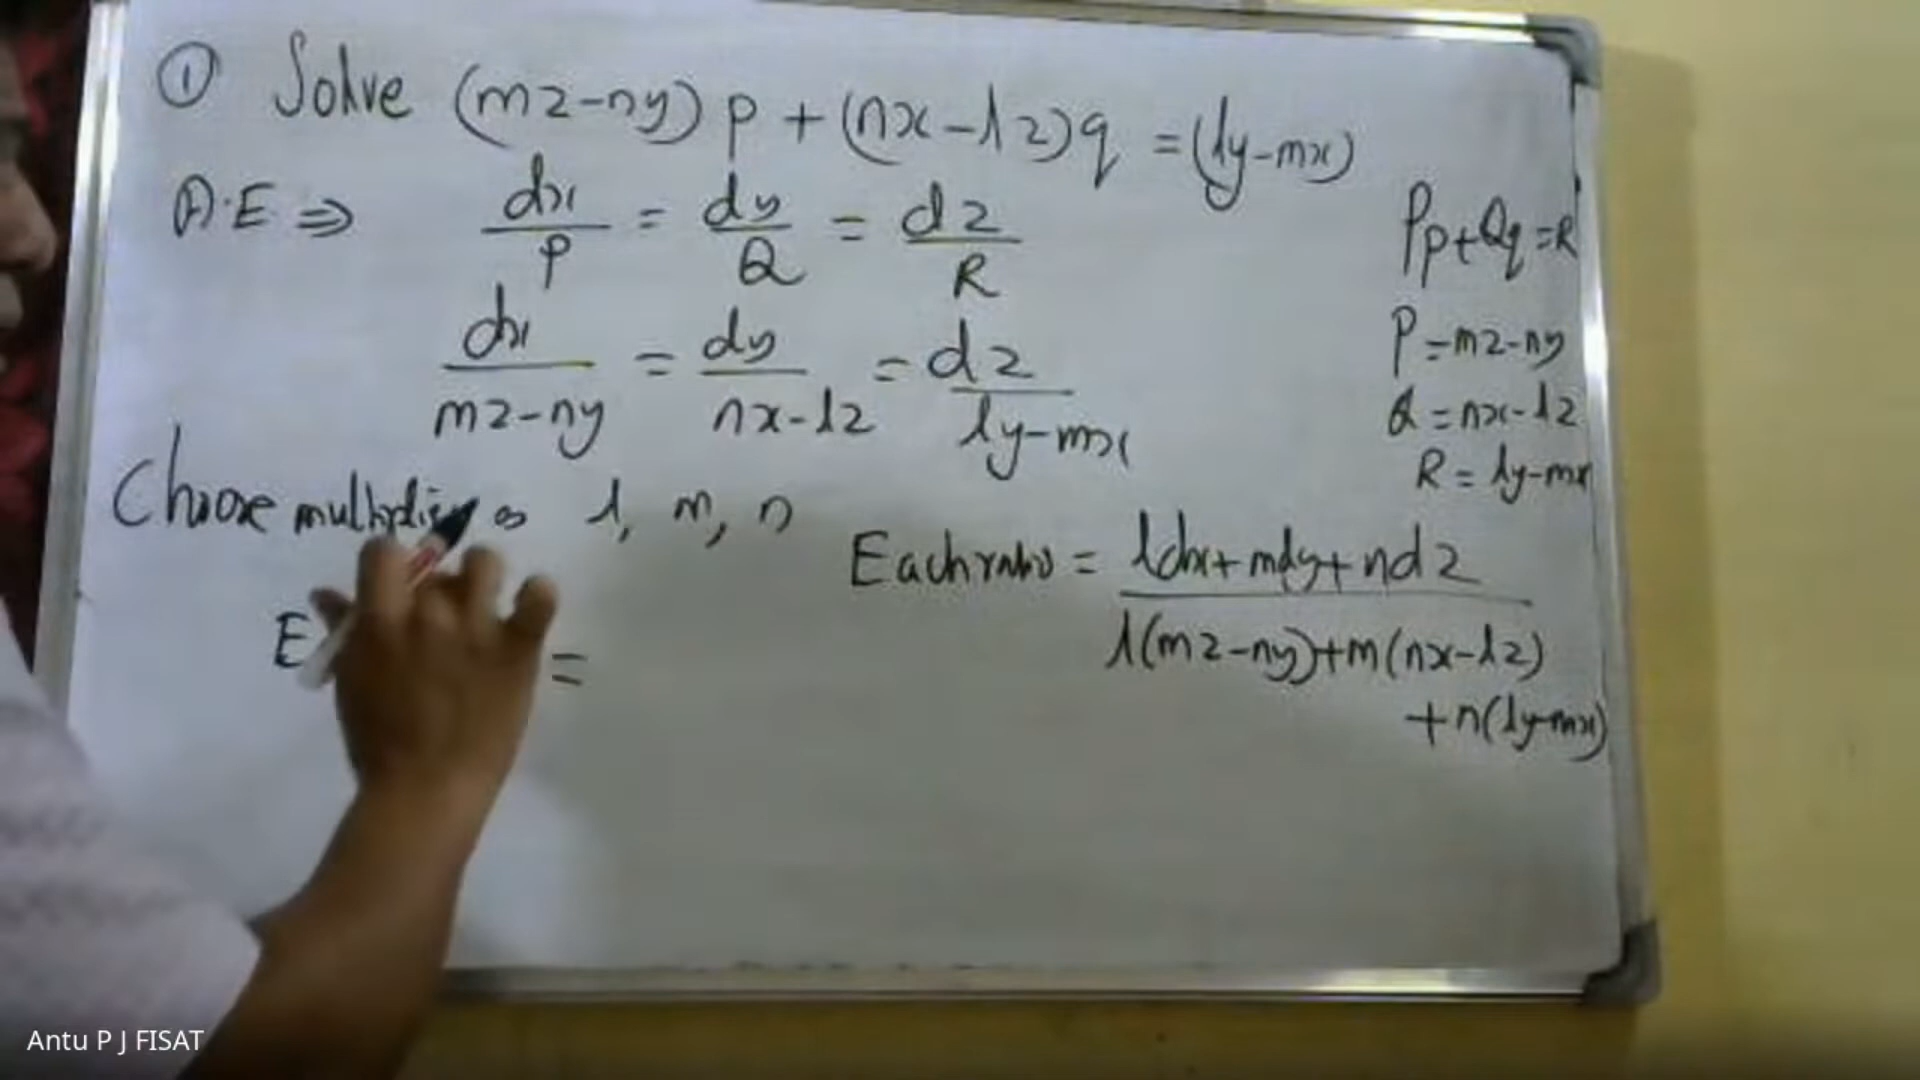 ① Solve (mz-ny) p + (nx-lz)q = (ly-mx)
A.E ⇒ dx/P = dy/Q = dz/R
Pp+Qq=R
dx/mz-ny = dy/nx-lz = dz/ly-mx
P=mz-ny
Q=nx-lz
R=ly-mx
Choose multipliers as l, m, n
Each ratio = ldx+mdy+ndz/l(mz-ny)+m(nx-lz)
+n(ly-mx)
E =
Antu P J FISAT